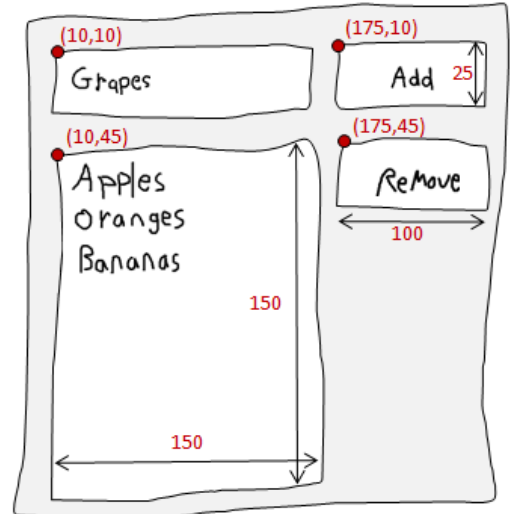 (10,10)
(175,10)
Grapes
Add
25
(10,45)
(175,45)
Apples
Oranges
Bananas
ReMove
100
150
150